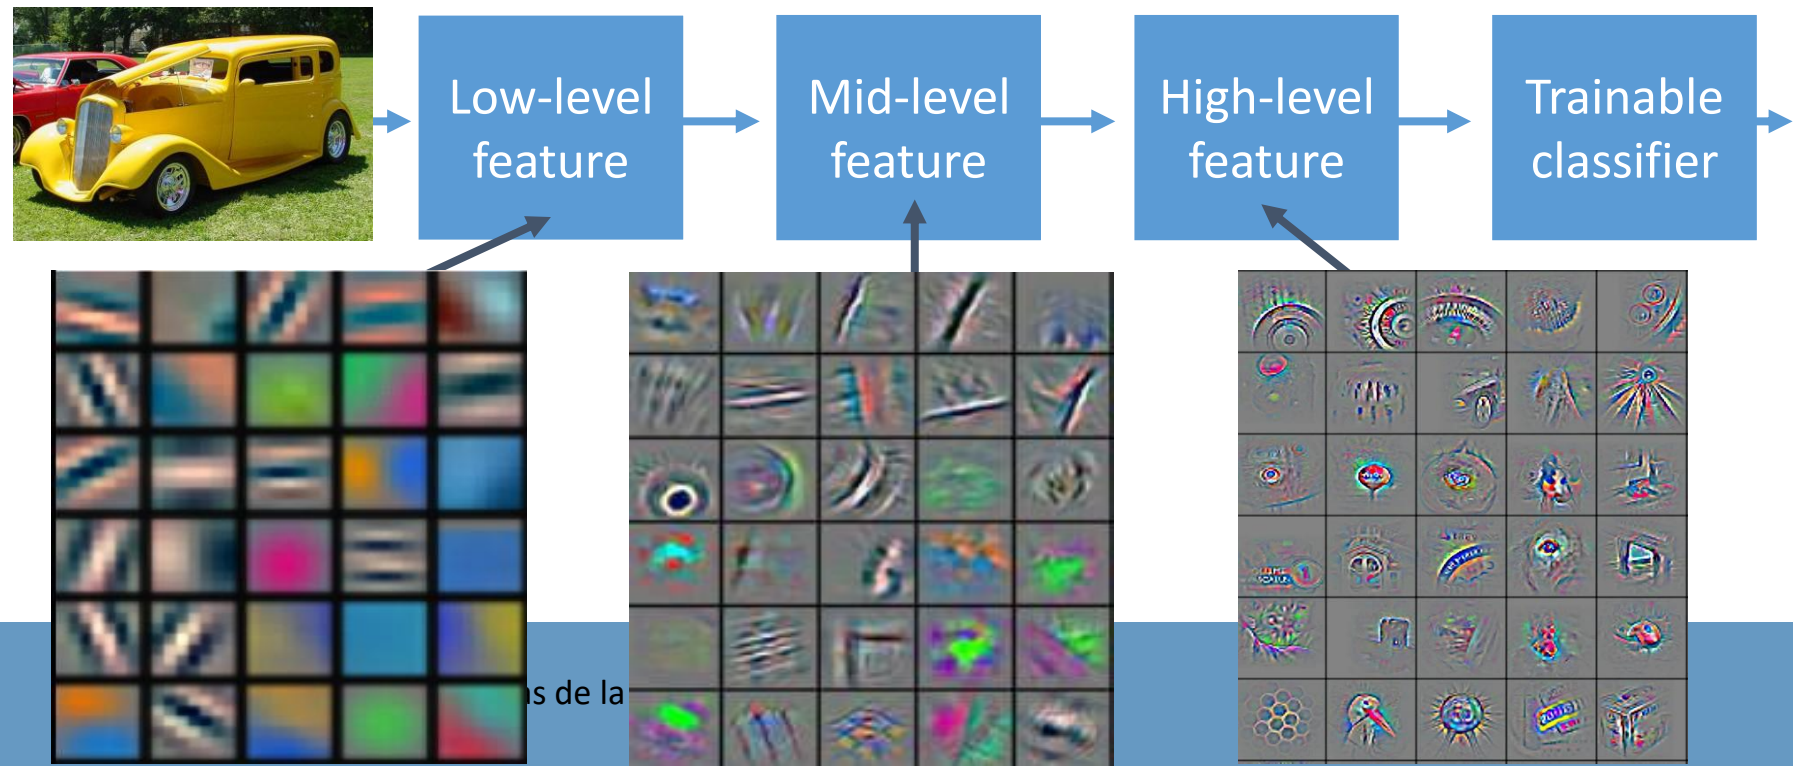 Low-level
feature
Mid-level
feature
High-level
feature
Trainable
classifier
s de la